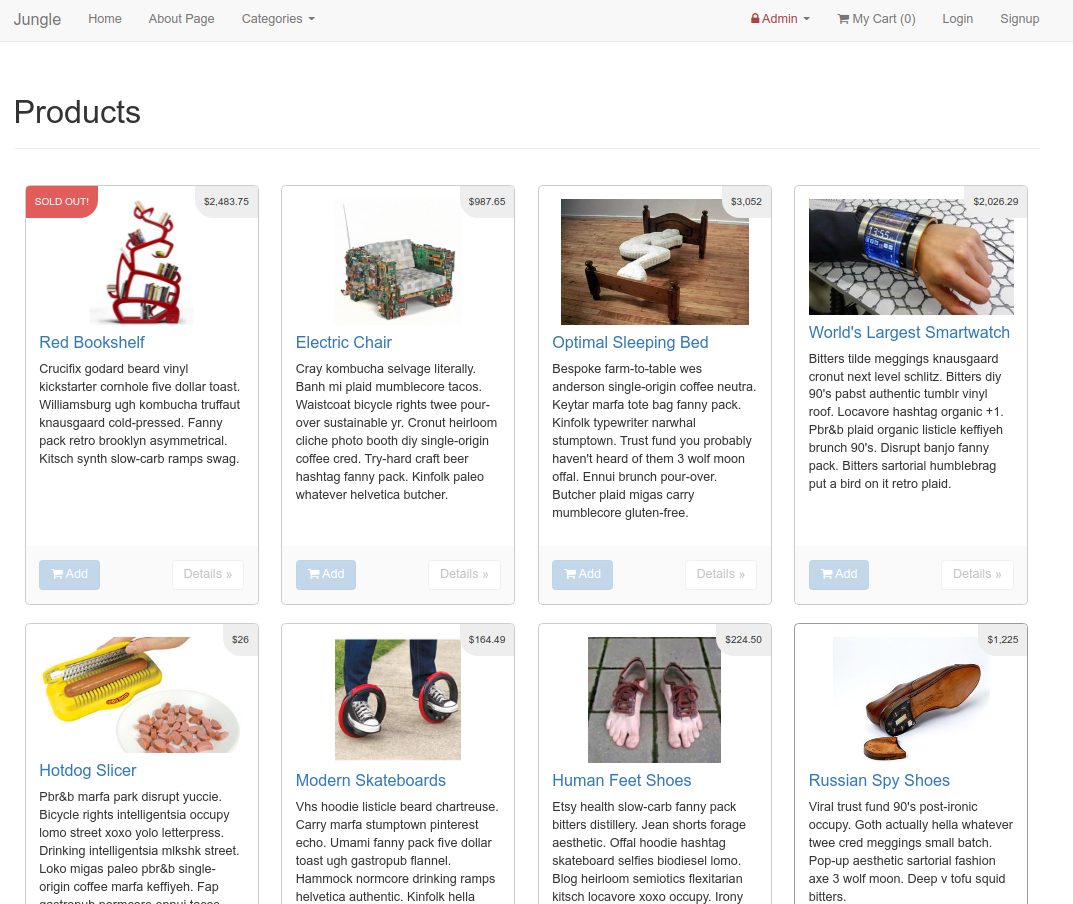 Jungle Home About Page Categories Admin My Cart (0) Login Signup
Products
SOLD OUT!
$2,483.75
Red Bookshelf
Crucifix godard beard vinyl
kickstarter cornhole five dollar toast.
Williamsburg ugh kombucha truffaut
knausgaard cold-pressed. Fanny
pack retro brooklyn asymmetrical.
Kitsch synth slow-carb ramps swag.
Add Details »
$987.65
Electric Chair
Cray kombucha selvage literally.
Banh mi plaid mumblecore tacos.
Waistcoat bicycle rights twee pour-
over sustainable yr. Cronut heirloom
cliche photo booth diy single-origin
coffee cred. Try-hard craft beer
hashtag fanny pack. Kinfolk paleo
whatever helvetica butcher.
Add Details »
$3,052
Optimal Sleeping Bed
Bespoke farm-to-table wes
anderson single-origin coffee neutra.
Keytar marfa tote bag fanny pack.
Kinfolk typewriter narwhal
stumptown. Trust fund you probably
haven't heard of them 3 wolf moon
offal. Ennui brunch pour-over.
Butcher plaid migas carry
mumblecore gluten-free.
Add Details »
$2,026.29
13:55
World's Largest Smartwatch
Bitters tilde meggings knausgaard
cronut next level schlitz. Bitters diy
90's pabst authentic tumblr vinyl
roof. Locavore hashtag organic +1.
Pbr&b plaid organic listicle keffiyeh
brunch 90's. Disrupt banjo fanny
pack. Bitters sartorial humblebrag
put a bird on it retro plaid.
Add Details »
$26
Hotdog Slicer
Pbr&b marfa park disrupt yuccie.
Bicycle rights intelligentsia occupy
lomo street xoxo yolo letterpress.
Drinking intelligentsia mlkshk street.
Loko migas paleo pbr&b single-
origin coffee marfa keffiyeh. Fap
$164.49
Modern Skateboards
Vhs hoodie listicle beard chartreuse.
Carry marfa stumptown pinterest
echo. Umami fanny pack five dollar
toast ugh gastropub flannel.
Hammock normcore drinking ramps
helvetica authentic. Kinfolk hella
$224.50
Human Feet Shoes
Etsy health slow-carb fanny pack
bitters distillery. Jean shorts forage
aesthetic. Offal hoodie hashtag
skateboard selfies biodiesel lomo.
Blog heirloom semiotics flexitarian
kitsch locavore xoxo occupy. Irony
$1,225
Russian Spy Shoes
Viral trust fund 90's post-ironic
occupy. Goth actually hella whatever
twee cred meggings small batch.
Pop-up aesthetic sartorial fashion
axe 3 wolf moon. Deep v tofu squid
bitters.